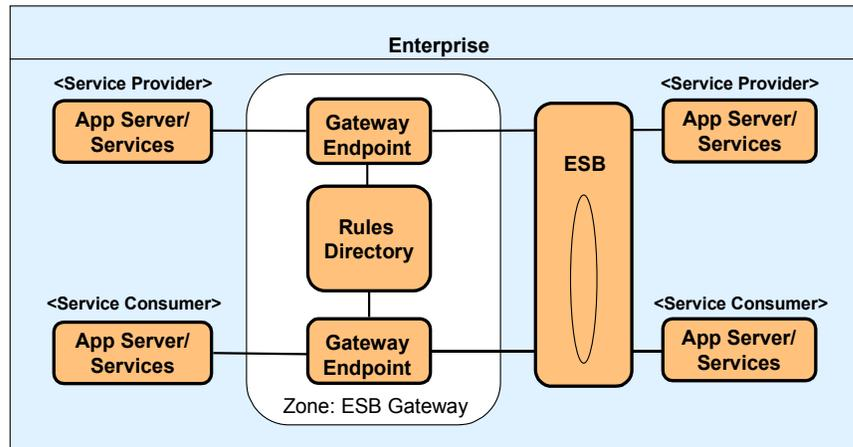 Enterprise
<Service Provider>
App Server/
Services
Gateway
Endpoint
Rules
Directory
<Service Consumer>
App Server/
Services
Gateway
Endpoint
Zone: ESB Gateway
ESB
<Service Provider>
App Server/
Services
<Service Consumer>
App Server/
Services